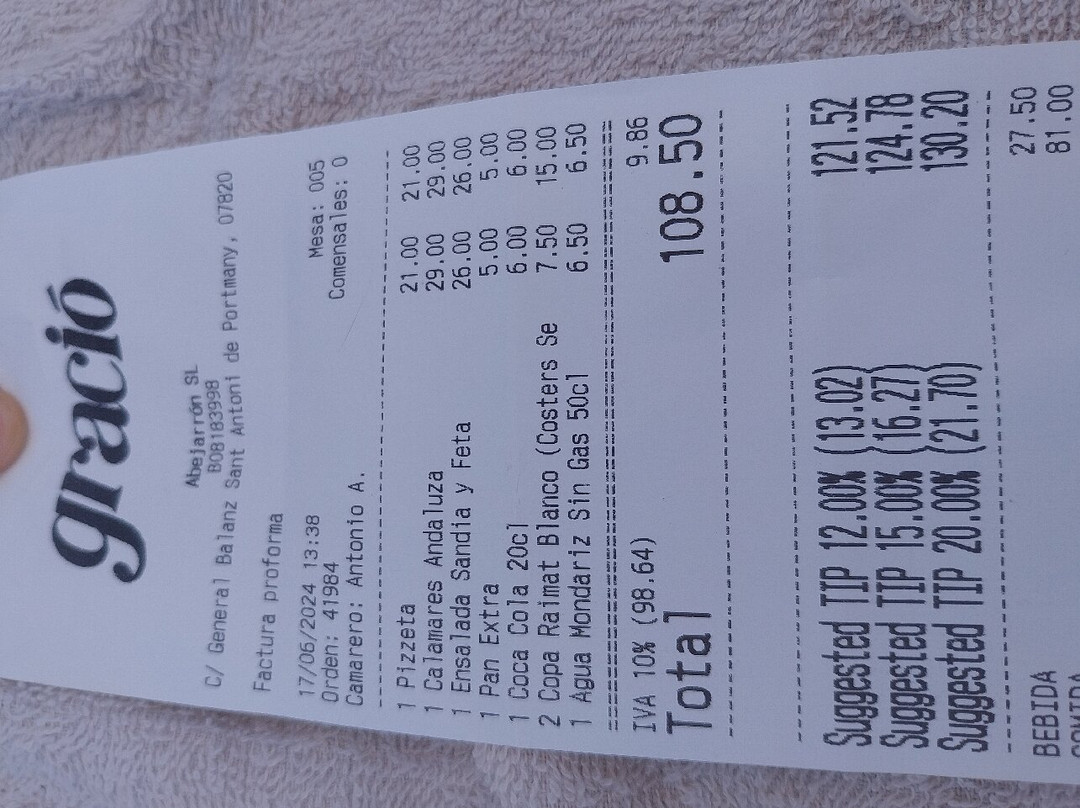 gració
Abejarrón SL
B08183998
C/ General Balanz Sant Antoni de Portmany, 07820
Factura proforma
17/06/2024 13:38 Mesa: 005
Orden: 41984 Comensales: 0
Camarero: Antonio A.
1 Pizzeta 21.00 21.00
1 Calamares Andaluza 29.00 29.00
1 Ensalada Sandia y Feta 26.00 26.00
1 Pan Extra 5.00 5.00
1 Coca Cola 20cl 6.00 6.00
2 Copa Raimat Blanco (Costers Se 7.50 15.00
1 Agua Mondariz Sin Gas 50cl 6.50 6.50
IVA 10% (98.64) 9.86
Total 108.50
Suggested TIP 12.00% (13.02) 121.52
Suggested TIP 15.00% (16.27) 124.78
Suggested TIP 20.00% (21.70) 130.20
BEBIDA 27.50
COMIDA 81.00